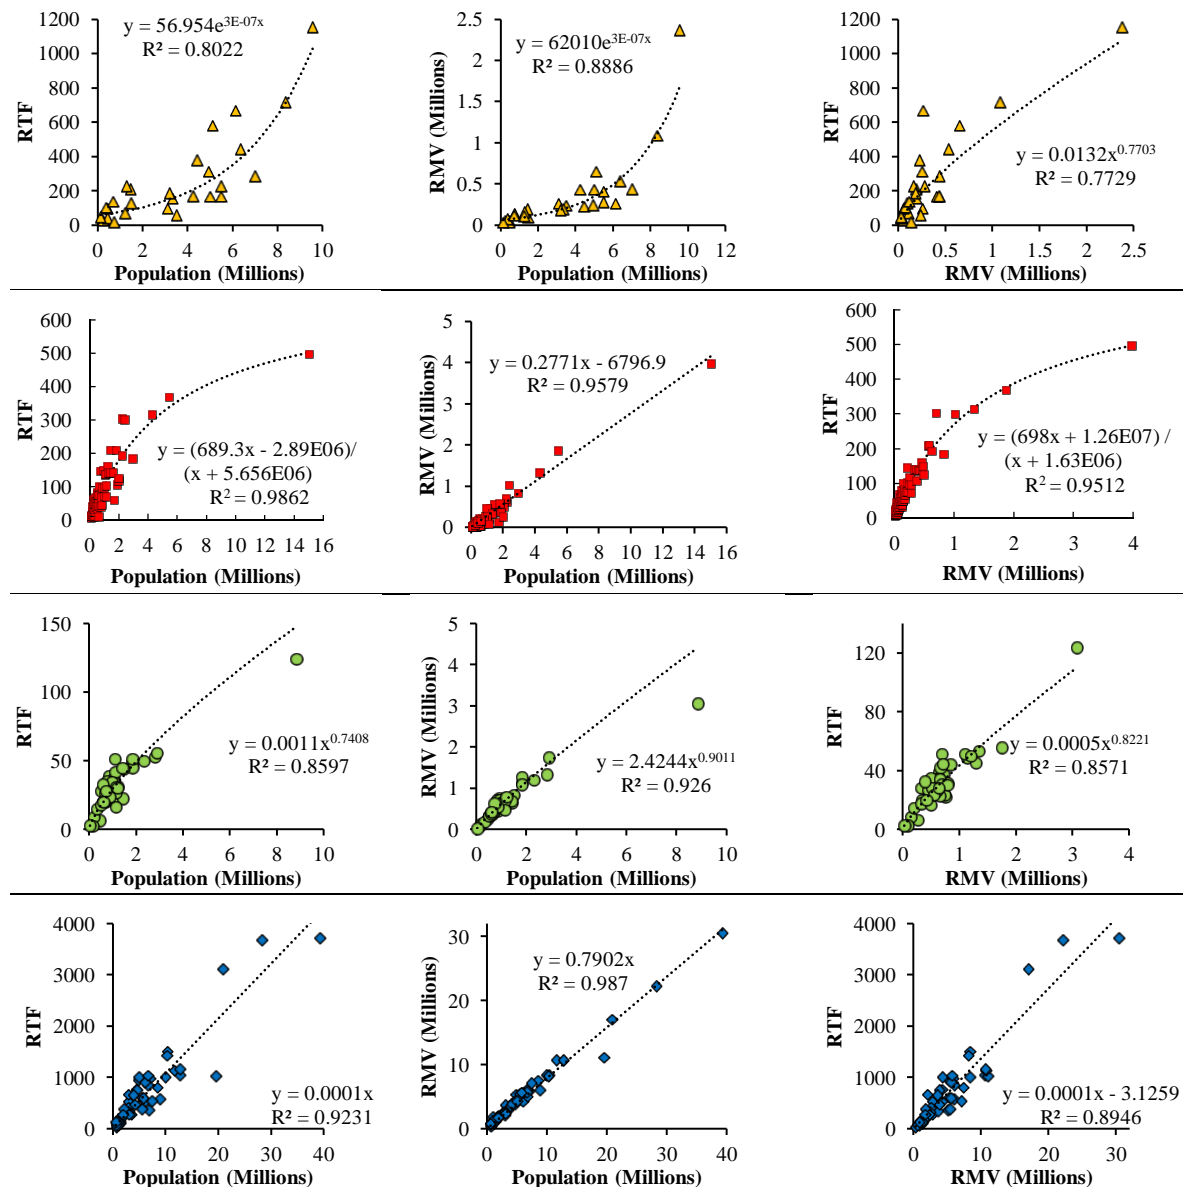 y = 56.954e^3E-07x
R² = 0.8022
1200
1000
800
600
400
200
0
0 2 4 6 8 10
RTF
Population (Millions)
y = 62010e^3E-07x
R² = 0.8886
2.5
2
1.5
1
0.5
0
0 2 4 6 8 10 12
RMV (Millions)
Population (Millions)
1200
1000
800
600
400
200
0
0 0.5 1 1.5 2 2.5
RTF
y = 0.0132x^0.7703
R² = 0.7729
RMV (Millions)
600
500
400
300
200
100
0
0 2 4 6 8 10 12 14 16
RTF
y = (689.3x - 2.89E06)/
(x + 5.656E06)
R² = 0.9862
Population (Millions)
5
4
3
2
1
0
0 2 4 6 8 10 12 14 16
RMV (Millions)
y = 0.2771x - 6796.9
R² = 0.9579
Population (Millions)
600
500
400
300
200
100
0
0 1 2 3 4
RTF
y = (698x + 1.26E07) /
(x + 1.63E06)
R² = 0.9512
RMV (Millions)
150
100
50
0
0 2 4 6 8 10
RTF
y = 0.0011x^0.7408
R² = 0.8597
Population (Millions)
5
4
3
2
1
0
0 2 4 6 8 10
RMV (Millions)
y = 2.4244x^0.9011
R² = 0.926
Population (Millions)
120
80
40
0
0 1 2 3 4
RTF
y = 0.0005x^0.8221
R² = 0.8571
RMV (Millions)
4000
3000
2000
1000
0
0 10 20 30 40
RTF
y = 0.0001x
R² = 0.9231
Population (Millions)
30
20
10
0
0 10 20 30 40
RMV (Millions)
y = 0.7902x
R² = 0.987
Population (Millions)
4000
3000
2000
1000
0
0 10 20 30
RTF
y = 0.0001x - 3.1259
R² = 0.8946
RMV (Millions)